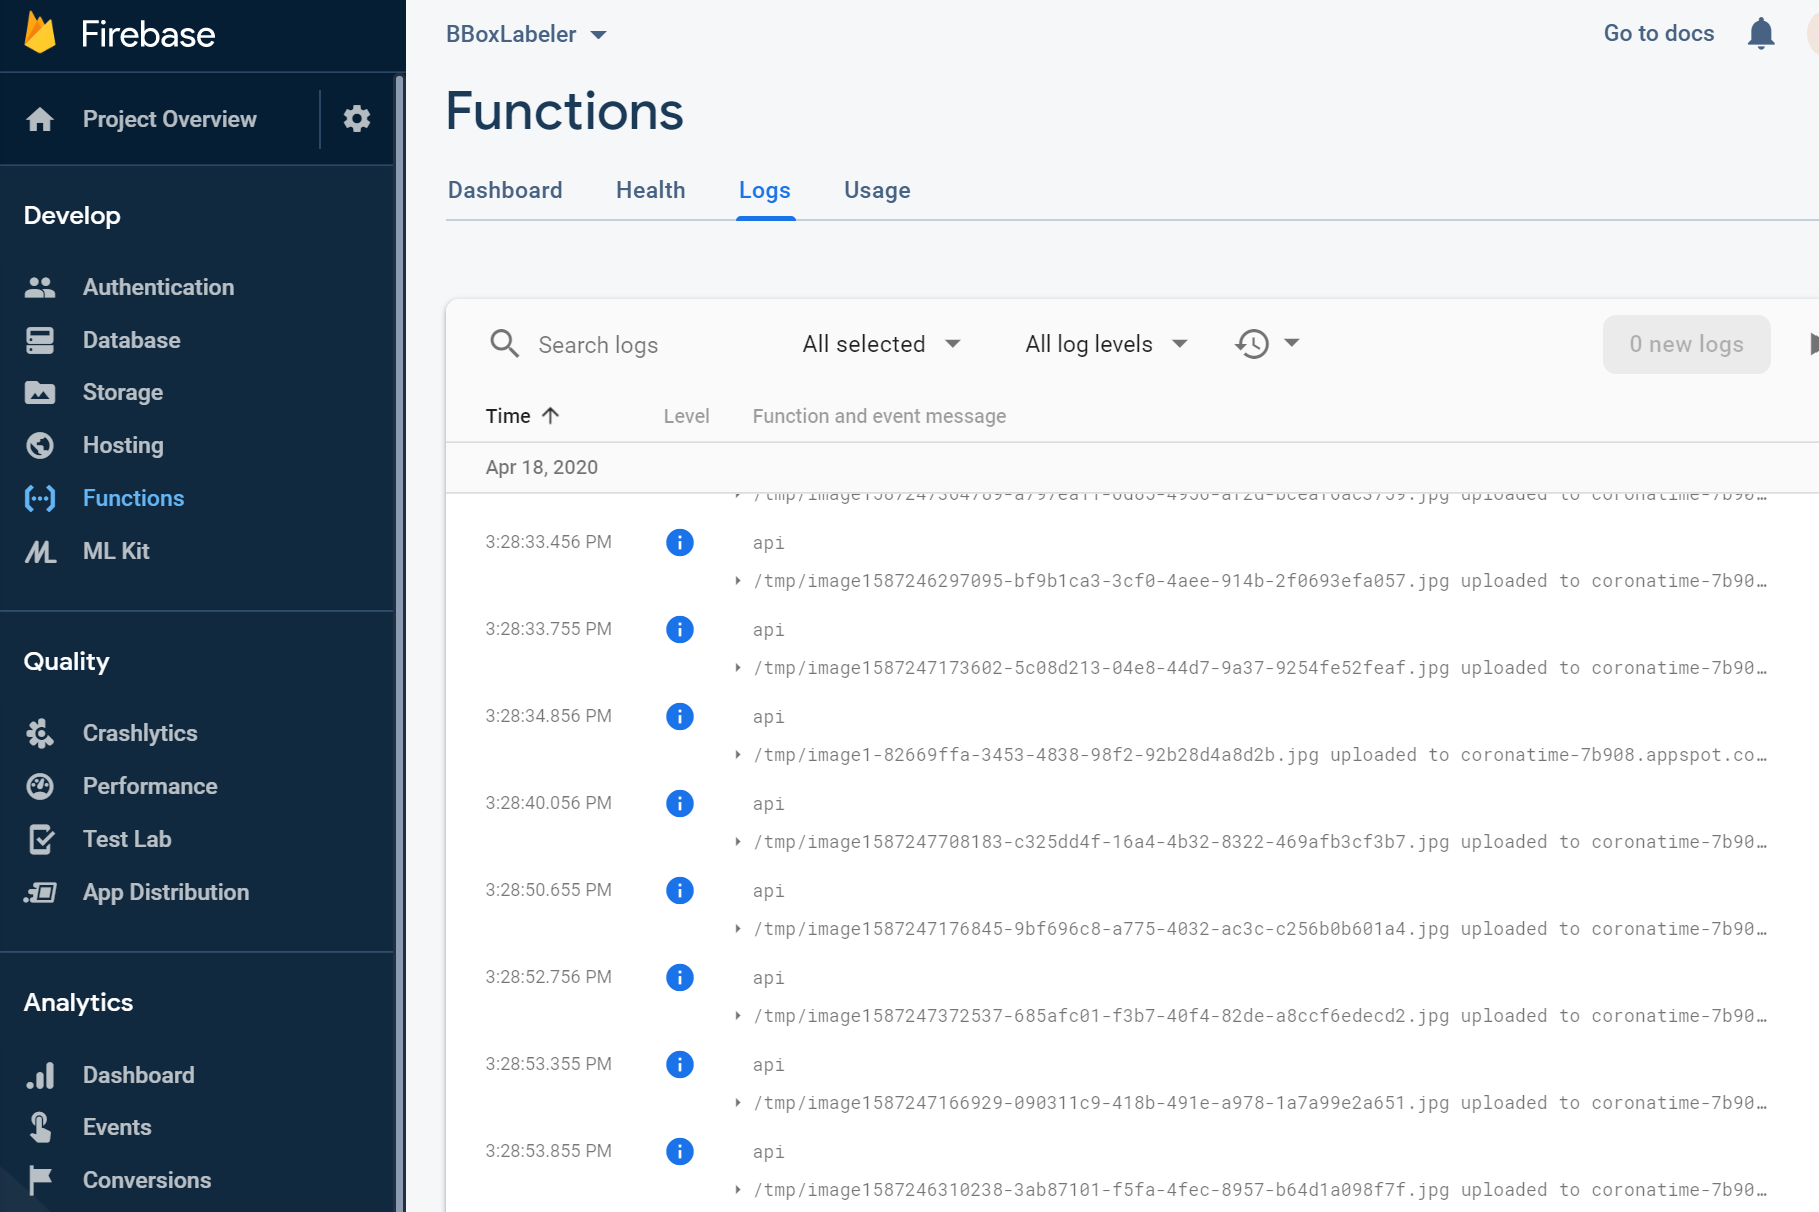 Firebase
Project Overview
Develop
Authentication
Database
Storage
Hosting
Functions
ML Kit
Quality
Crashlytics
Performance
Test Lab
App Distribution
Analytics
Dashboard
Events
Conversions
BBoxLabeler
Go to docs
Functions
Dashboard Health Logs Usage
Search logs All selected All log levels 0 new logs
Time Level Function and event message
Apr 18, 2020
uploaded to coronatime-7b90…
3:28:33.456 PM api
/tmp/image1587246297095-bf9b1ca3-3cf0-4aee-914b-2f0693efa057.jpg uploaded to coronatime-7b90…
3:28:33.755 PM api
/tmp/image1587247173602-5c08d213-04e8-44d7-9a37-9254fe52feaf.jpg uploaded to coronatime-7b90…
3:28:34.856 PM api
/tmp/image1-82669ffa-3453-4838-98f2-92b28d4a8d2b.jpg uploaded to coronatime-7b908.appspot.co…
3:28:40.056 PM api
/tmp/image1587247708183-c325dd4f-16a4-4b32-8322-469afb3cf3b7.jpg uploaded to coronatime-7b90…
3:28:50.655 PM api
/tmp/image1587247176845-9bf696c8-a775-4032-ac3c-c256b0b601a4.jpg uploaded to coronatime-7b90…
3:28:52.756 PM api
/tmp/image1587247372537-685afc01-f3b7-40f4-82de-a8ccf6edecd2.jpg uploaded to coronatime-7b90…
3:28:53.355 PM api
/tmp/image1587247166929-090311c9-418b-491e-a978-1a7a99e2a651.jpg uploaded to coronatime-7b90…
3:28:53.855 PM api
/tmp/image1587246310238-3ab87101-f5fa-4fec-8957-b64d1a098f7f.jpg uploaded to coronatime-7b90…